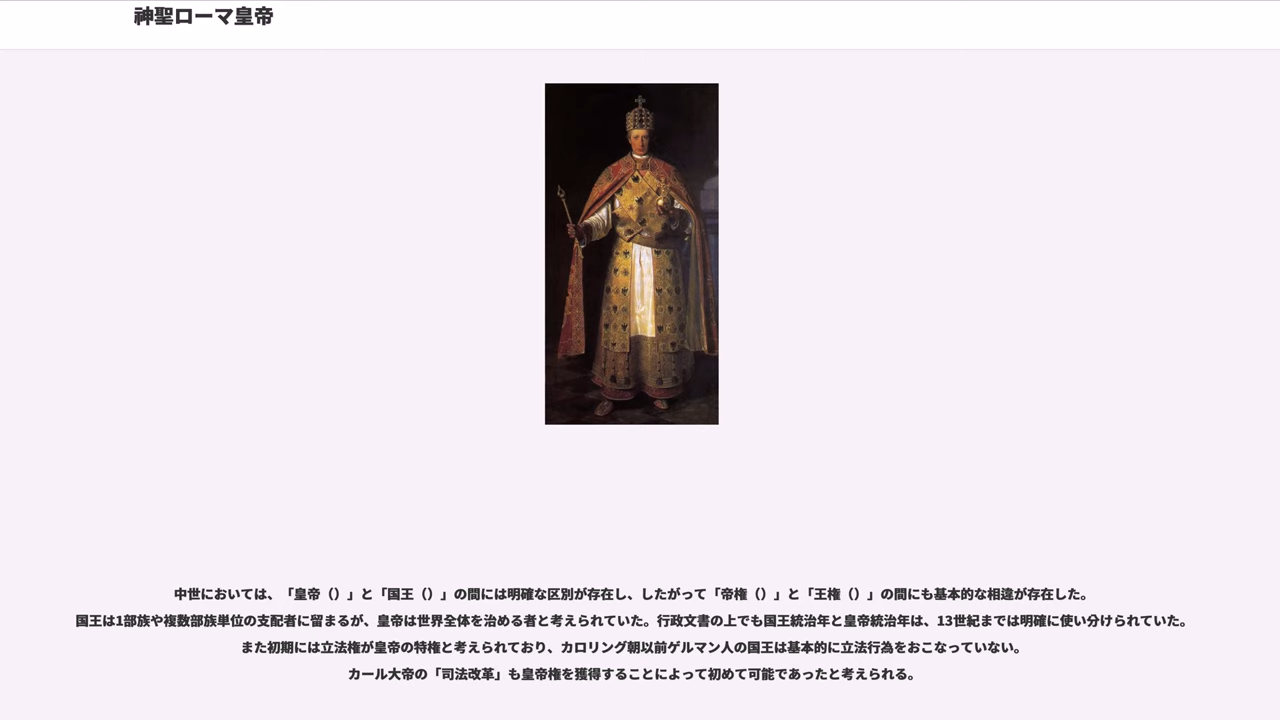 神聖ローマ皇帝
中世においては、「皇帝（）」と「国王（）」の間には明確な区別が存在し、したがって「帝権（）」と「王権（）」の間にも基本的な相違が存在した。
国王は1部族や複数部族単位の支配者に留まるが、皇帝は世界全体を治める者と考えられていた。行政文書の上でも国王統治年と皇帝統治年は、13世紀までは明確に使い分けられていた。
また初期には立法権が皇帝の特権と考えられており、カロリング朝以前ゲルマン人の国王は基本的に立法行為をおこなっていない。
カール大帝の「司法改革」も皇帝権を獲得することによって初めて可能であったと考えられる。